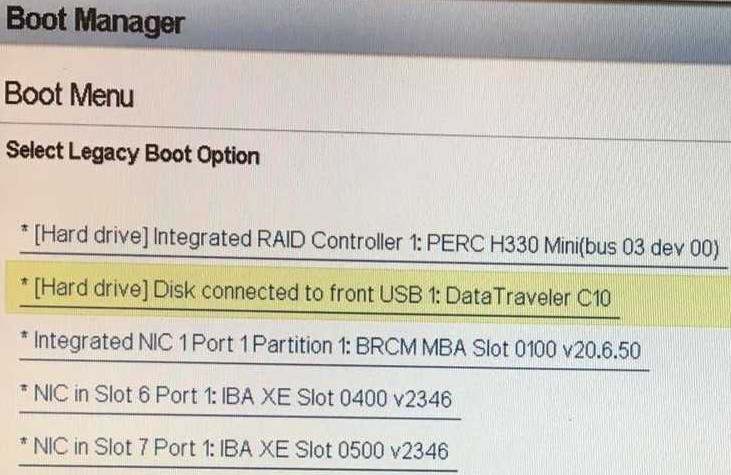 Boot Manager
Boot Menu
Select Legacy Boot Option
* [Hard drive] Integrated RAID Controller 1: PERC H330 Mini(bus 03 dev 00)
* [Hard drive] Disk connected to front USB 1: DataTraveler C10
* Integrated NIC 1 Port 1 Partition 1: BRCM MBA Slot 0100 v20.6.50
* NIC in Slot 6 Port 1: IBA XE Slot 0400 v2346
* NIC in Slot 7 Port 1: IBA XE Slot 0500 v2346